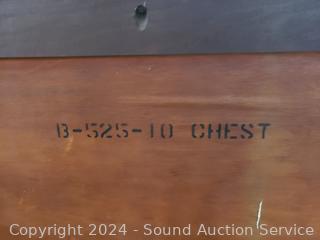 B-525-10 CHEST
Copyright 2024 - Sound Auction Service